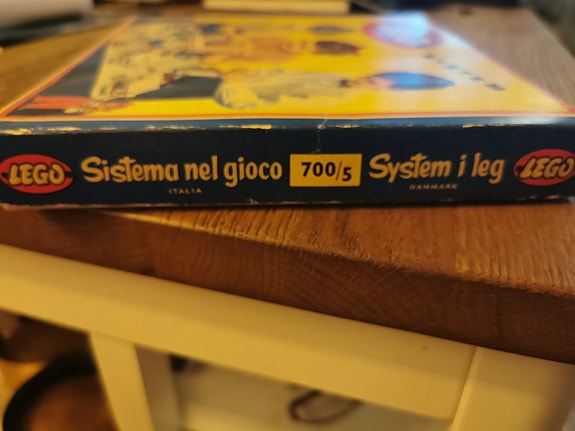 LEGO Sistema nel gioco 700/5 System i leg LEGO
ITALIA DANMARK